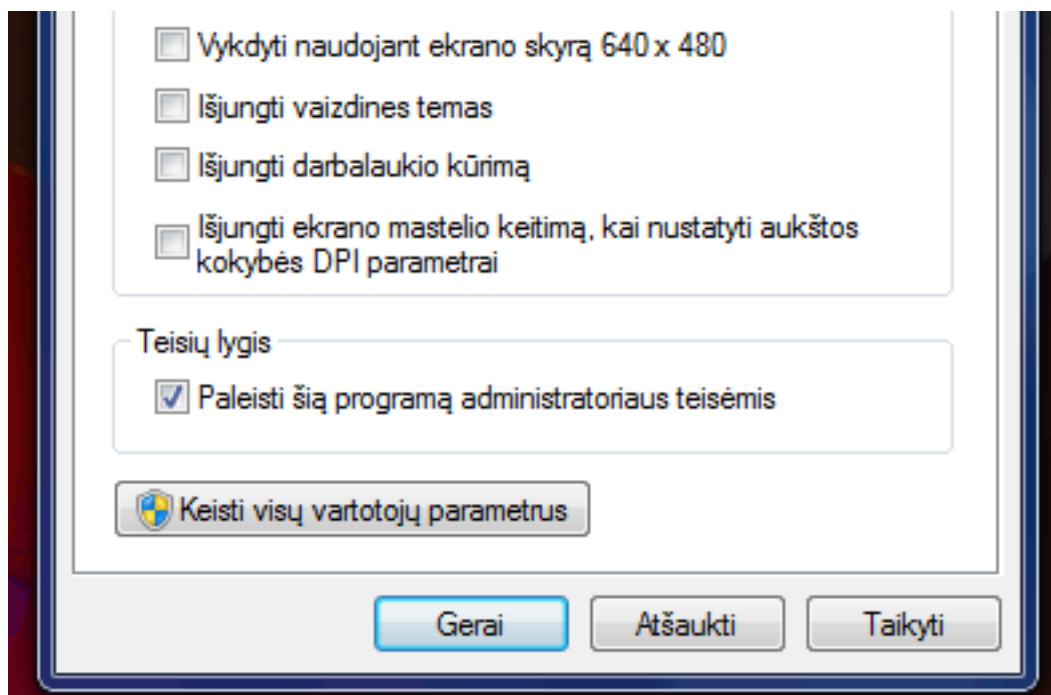 Vykdyti naudojant ekrano skyrą 640 x 480
Išjungti vaizdines temas
Išjungti darbalaukio kūrimą
Išjungti ekrano mastelio keitimą, kai nustatyti aukštos
kokybės DPI parametrai
Teisių lygis
Paleisti šią programą administratoriaus teisėmis
Keisti visų vartotojų parametrus
Gerai
Atšaukti
Taikyti